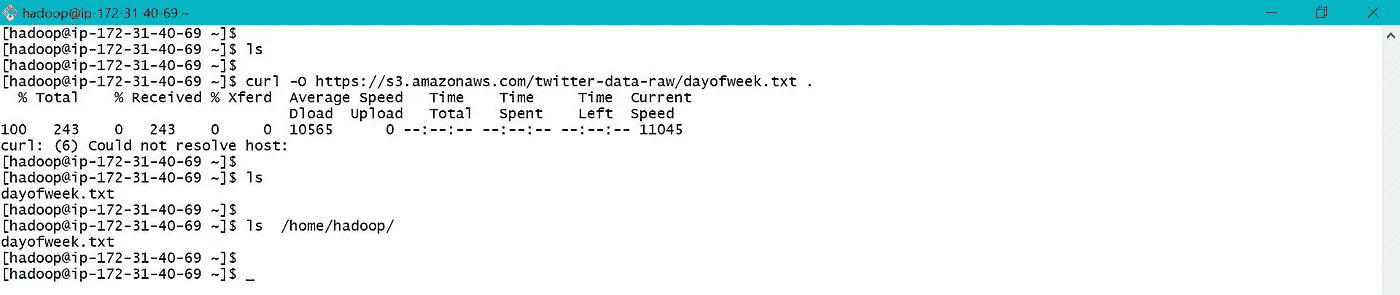 hadoop@ip-172-31-40-69:~
[hadoop@ip-172-31-40-69 ~]$
[hadoop@ip-172-31-40-69 ~]$ ls
[hadoop@ip-172-31-40-69 ~]$
[hadoop@ip-172-31-40-69 ~]$ curl -O https://s3.amazonaws.com/twitter-data-raw/dayofweek.txt .
  % Total    % Received % Xferd  Average Speed   Time    Time     Time  Current
                                 Dload  Upload   Total   Spent    Left  Speed
100   243    0   243    0     0  10565      0 --:--:-- --:--:-- --:--:-- 11045
curl: (6) Could not resolve host:
[hadoop@ip-172-31-40-69 ~]$
[hadoop@ip-172-31-40-69 ~]$ ls
dayofweek.txt
[hadoop@ip-172-31-40-69 ~]$
[hadoop@ip-172-31-40-69 ~]$ ls  /home/hadoop/
dayofweek.txt
[hadoop@ip-172-31-40-69 ~]$
[hadoop@ip-172-31-40-69 ~]$ _